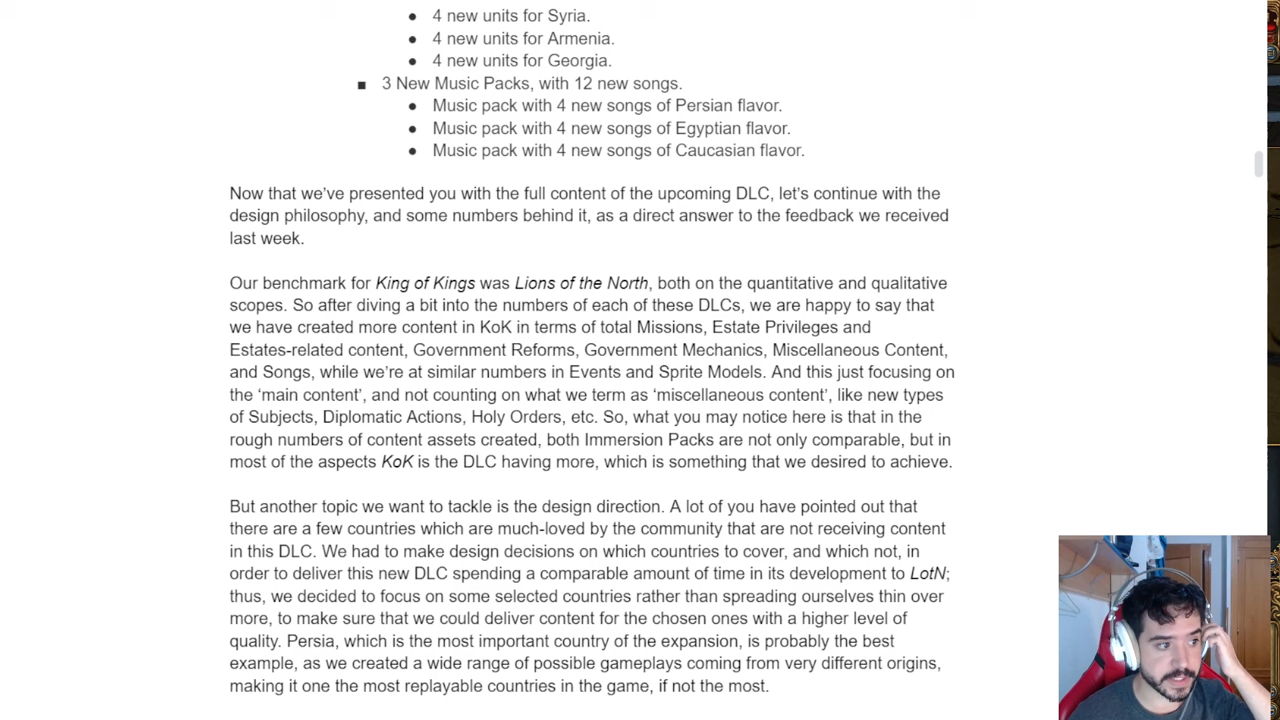 4 new units for Syria.
4 new units for Armenia.
4 new units for Georgia.
3 New Music Packs, with 12 new songs.
Music pack with 4 new songs of Persian flavor.
Music pack with 4 new songs of Egyptian flavor.
Music pack with 4 new songs of Caucasian flavor.
Now that we’ve presented you with the full content of the upcoming DLC, let’s continue with the
design philosophy, and some numbers behind it, as a direct answer to the feedback we received
last week.
Our benchmark for King of Kings was Lions of the North, both on the quantitative and qualitative
scopes. So after diving a bit into the numbers of each of these DLCs, we are happy to say that
we have created more content in KoK in terms of total Missions, Estate Privileges and
Estates-related content, Government Reforms, Government Mechanics, Miscellaneous Content,
and Songs, while we’re at similar numbers in Events and Sprite Models. And this just focusing on
the ‘main content’, and not counting on what we term as ‘miscellaneous content’, like new types
of Subjects, Diplomatic Actions, Holy Orders, etc. So, what you may notice here is that in the
rough numbers of content assets created, both Immersion Packs are not only comparable, but in
most of the aspects KoK is the DLC having more, which is something that we desired to achieve.
But another topic we want to tackle is the design direction. A lot of you have pointed out that
there are a few countries which are much-loved by the community that are not receiving content
in this DLC. We had to make design decisions on which countries to cover, and which not, in
order to deliver this new DLC spending a comparable amount of time in its development to LotN;
thus, we decided to focus on some selected countries rather than spreading ourselves thin over
more, to make sure that we could deliver content for the chosen ones with a higher level of
quality. Persia, which is the most important country of the expansion, is probably the best
example, as we created a wide range of possible gameplays coming from very different origins,
making it one the most replayable countries in the game, if not the most.